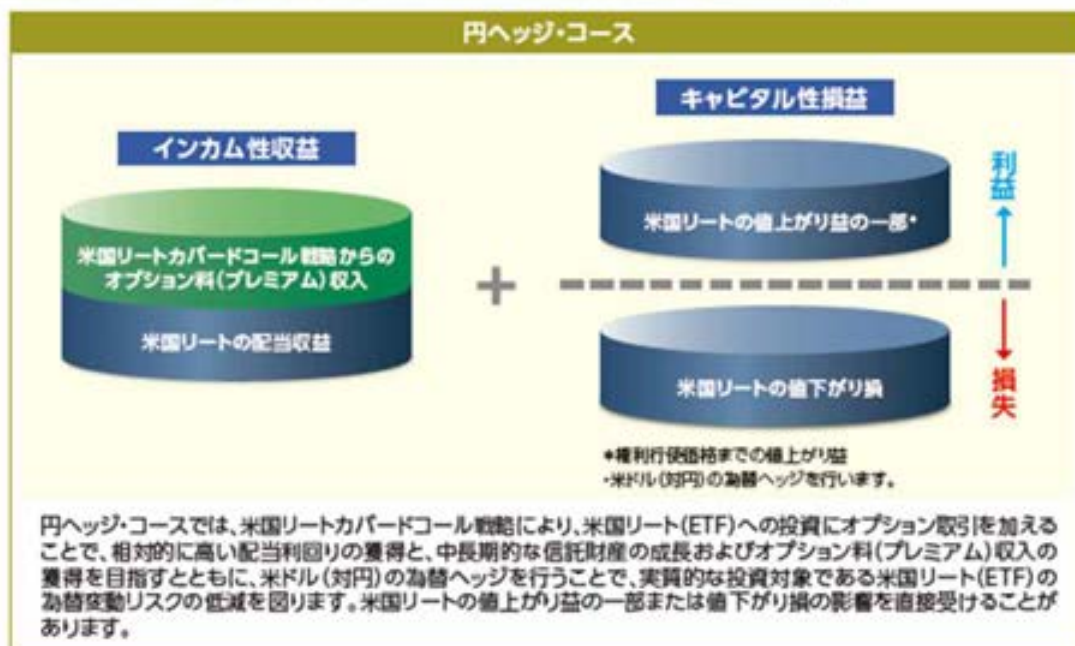 円ヘッジ・コース
インカム性収益
米国リートカバードコール戦略からの
オプション料(プレミアム)収入
米国リートの配当収益
+
キャピタル性損益
米国リートの値上がり益の一部*
利益
米国リートの値下がり損
損失
*権利行使価格までの値上がり益
・米ドル(対円)の為替ヘッジを行います。
円ヘッジ・コースでは、米国リートカバードコール戦略により、米国リート(ETF)への投資にオプション取引を加える
ことで、相対的に高い配当利回りの獲得と、中長期的な信託財産の成長およびオプション料(プレミアム)収入の
獲得を目指すとともに、米ドル(対円)の為替ヘッジを行うことで、実質的な投資対象である米国リート(ETF)の
為替変動リスクの低減を図ります。米国リートの値上がり益の一部または値下がり損の影響を直接受けることが
あります。